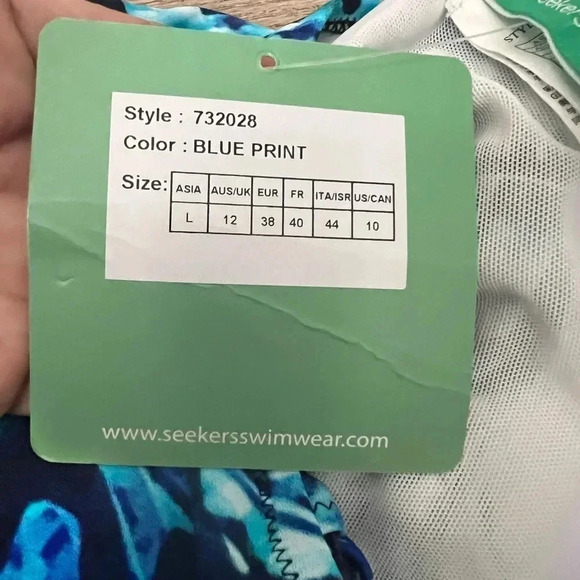 Style : 732028
Color : BLUE PRINT
Size: ASIA AUS/UK EUR FR ITA/ISR US/CAN
L 12 38 40 44 10
www.seekersswimwear.com